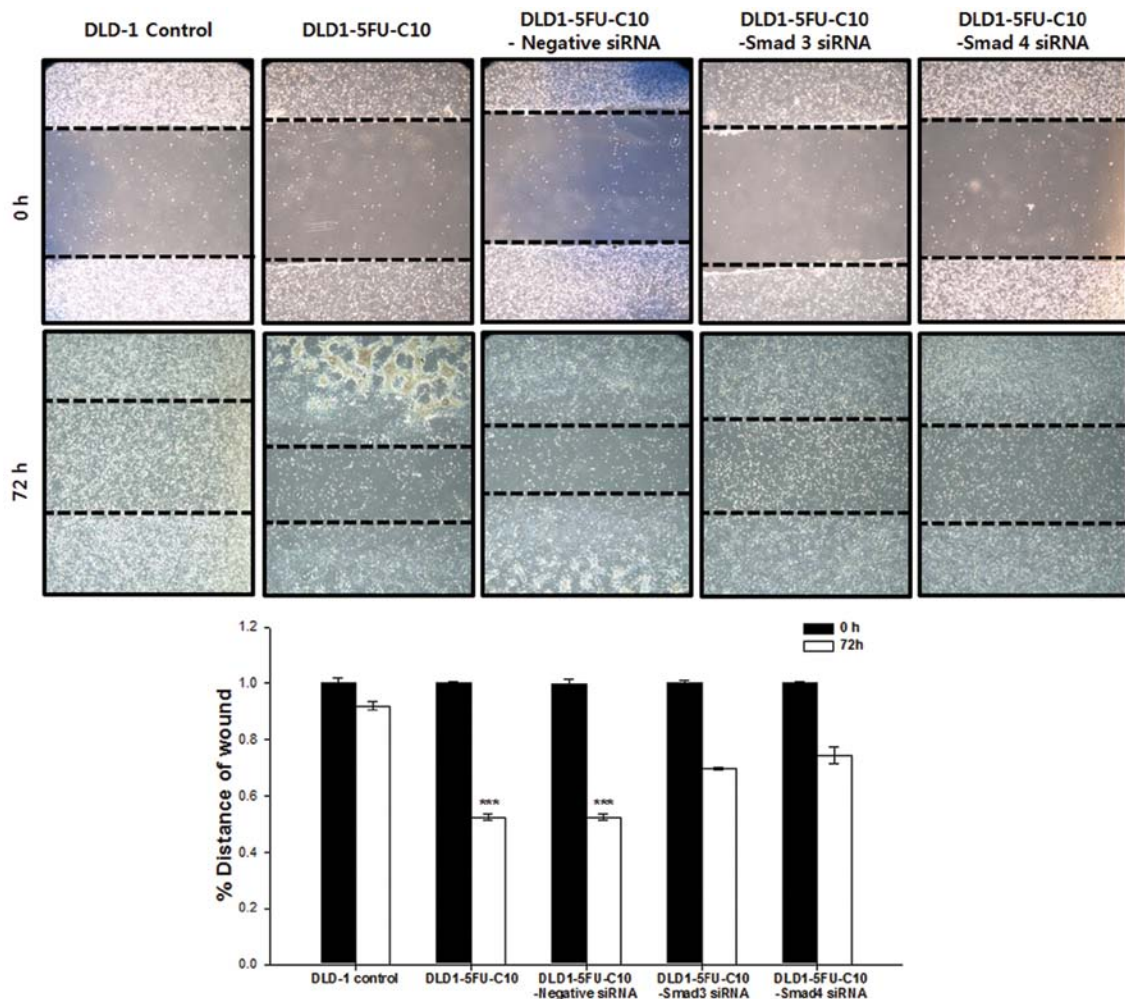 DLD-1 Control
DLD1-5FU-C10
DLD1-5FU-C10
- Negative siRNA
DLD1-5FU-C10
-Smad 3 siRNA
DLD1-5FU-C10
-Smad 4 siRNA
0 h
72 h
1.2
1.0
0.8
0.6
0.4
0.2
0.0
% Distance of wound
0 h
72h
***
***
DLD-1 control
DLD1-5FU-C10
DLD1-5FU-C10
-Negative siRNA
DLD1-5FU-C10
-Smad3 siRNA
DLD1-5FU-C10
-Smad4 siRNA